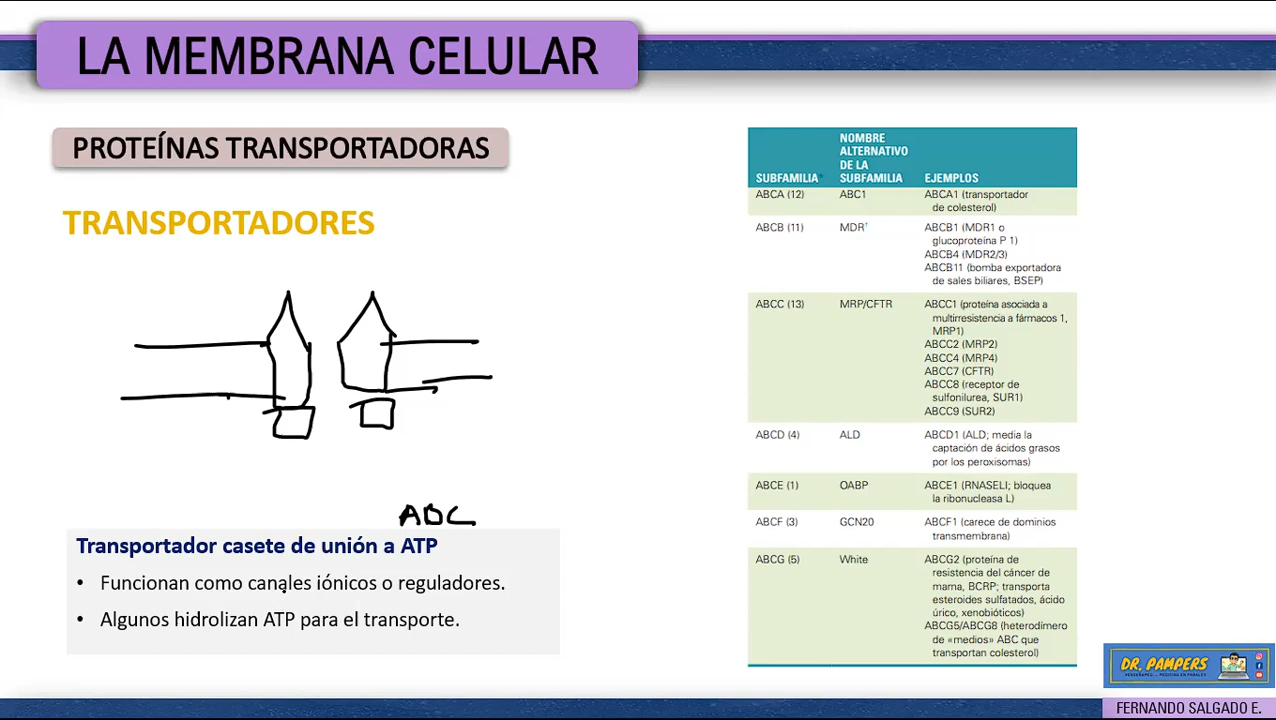 LA MEMBRANA CELULAR
PROTEÍNAS TRANSPORTADORAS
TRANSPORTADORES
ABC
Transportador casete de unión a ATP
• Funcionan como canales iónicos o reguladores.
• Algunos hidrolizan ATP para el transporte.
SUBFAMILIA* NOMBRE ALTERNATIVO DE LA SUBFAMILIA EJEMPLOS
ABCA (12) ABC1 ABCA1 (transportador
de colesterol)
ABCB (11) MDR† ABCB1 (MDR1 o
glucoproteína P 1)
ABCB4 (MDR2/3)
ABCB11 (bomba exportadora
de sales biliares, BSEP)
ABCC (13) MRP/CFTR ABCC1 (proteína asociada a
multirresistencia a fármacos 1,
MRP1)
ABCC2 (MRP2)
ABCC4 (MRP4)
ABCC7 (CFTR)
ABCC8 (receptor de
sulfonilurea, SUR1)
ABCC9 (SUR2)
ABCD (4) ALD ABCD1 (ALD; media la
captación de ácidos grasos
por los peroxisomas)
ABCE (1) OABP ABCE1 (RNASELI; bloquea
la ribonucleasa L)
ABCF (3) GCN20 ABCF1 (carece de dominios
transmembrana)
ABCG (5) White ABCG2 (proteína de
resistencia del cáncer de
mama, BCRP; transporta
esteroides sulfatados, ácido
úrico, xenobióticos)
ABCG5/ABCG8 (heterodímero
de «medios» ABC que
transportan colesterol)
DR. PAMPERS
FERNANDO SALGADO E.